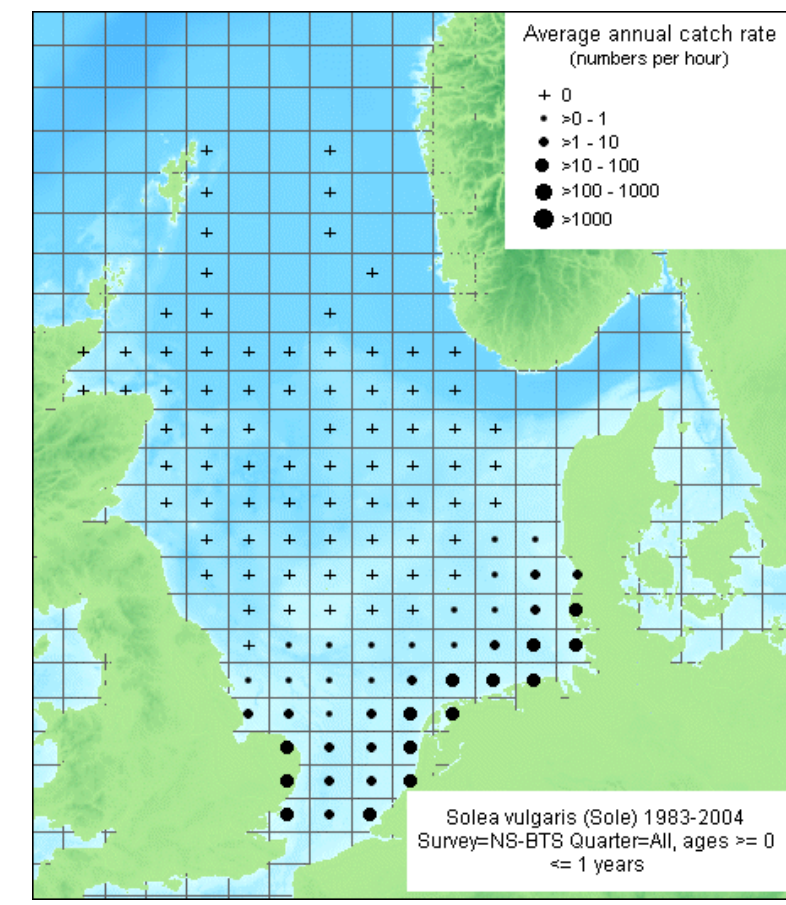 Average annual catch rate
(numbers per hour)
+ 0
>0 - 1
>1 - 10
>10 - 100
>100 - 1000
>1000
Solea vulgaris (Sole) 1983-2004
Survey=NS-BTS Quarter=All, ages >= 0
<= 1 years